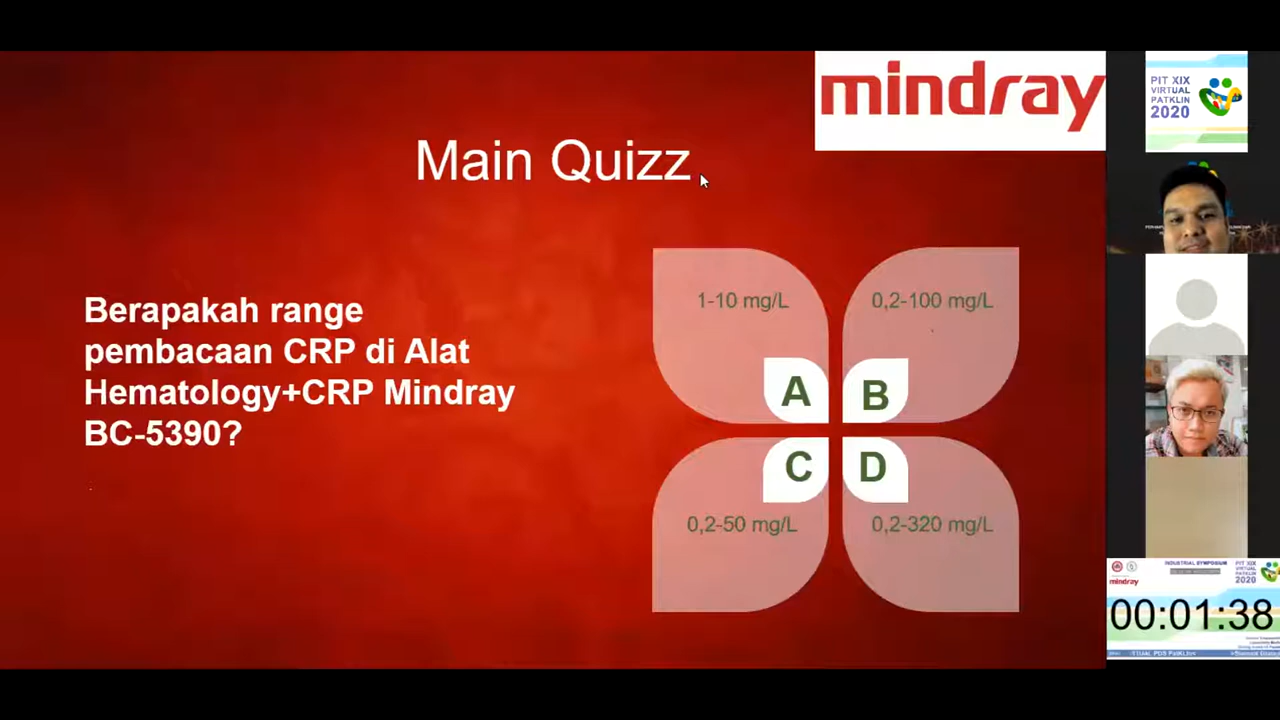 mindray
Main Quizz
Berapakah range
pembacaan CRP di Alat
Hematology+CRP Mindray
BC-5390?
1-10 mg/L
0,2-100 mg/L
A
B
C
D
0,2-50 mg/L
0,2-320 mg/L
PIT XIX
VIRTUAL
PATKLIN
2020
INDUSTRIAL SYMPOSIUM
PIT XIX
VIRTUAL
PATKLIN
2020
mindray
00:01:38